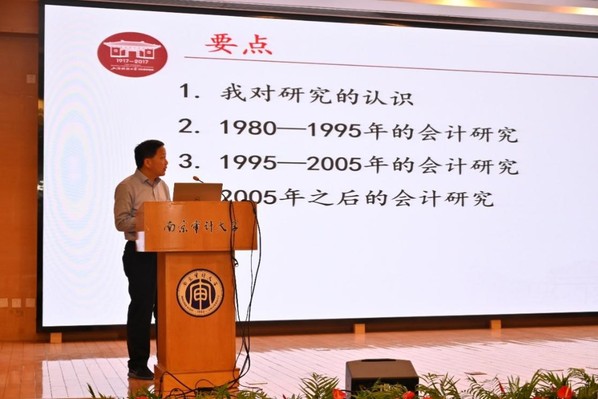 要点
1917—2017
1. 我对研究的认识
2. 1980—1995年的会计研究
3. 1995—2005年的会计研究
2005年之后的会计研究
南京审计大学